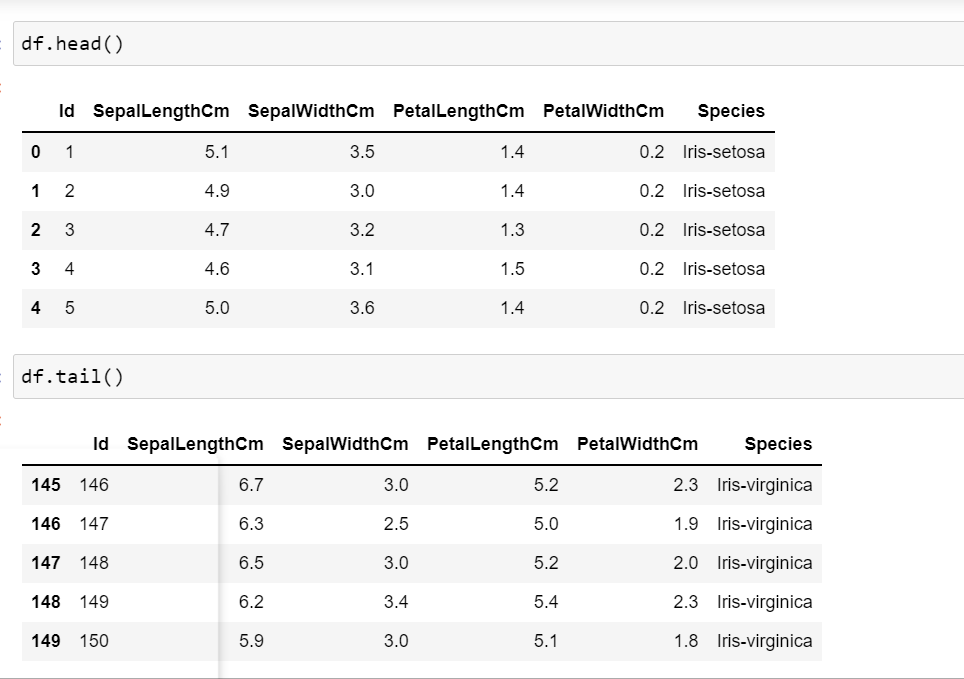 df.head()
Id SepalLengthCm SepalWidthCm PetalLengthCm PetalWidthCm Species
0 1 5.1 3.5 1.4 0.2 Iris-setosa
1 2 4.9 3.0 1.4 0.2 Iris-setosa
2 3 4.7 3.2 1.3 0.2 Iris-setosa
3 4 4.6 3.1 1.5 0.2 Iris-setosa
4 5 5.0 3.6 1.4 0.2 Iris-setosa
df.tail()
Id SepalLengthCm SepalWidthCm PetalLengthCm PetalWidthCm Species
145 146 6.7 3.0 5.2 2.3 Iris-virginica
146 147 6.3 2.5 5.0 1.9 Iris-virginica
147 148 6.5 3.0 5.2 2.0 Iris-virginica
148 149 6.2 3.4 5.4 2.3 Iris-virginica
149 150 5.9 3.0 5.1 1.8 Iris-virginica